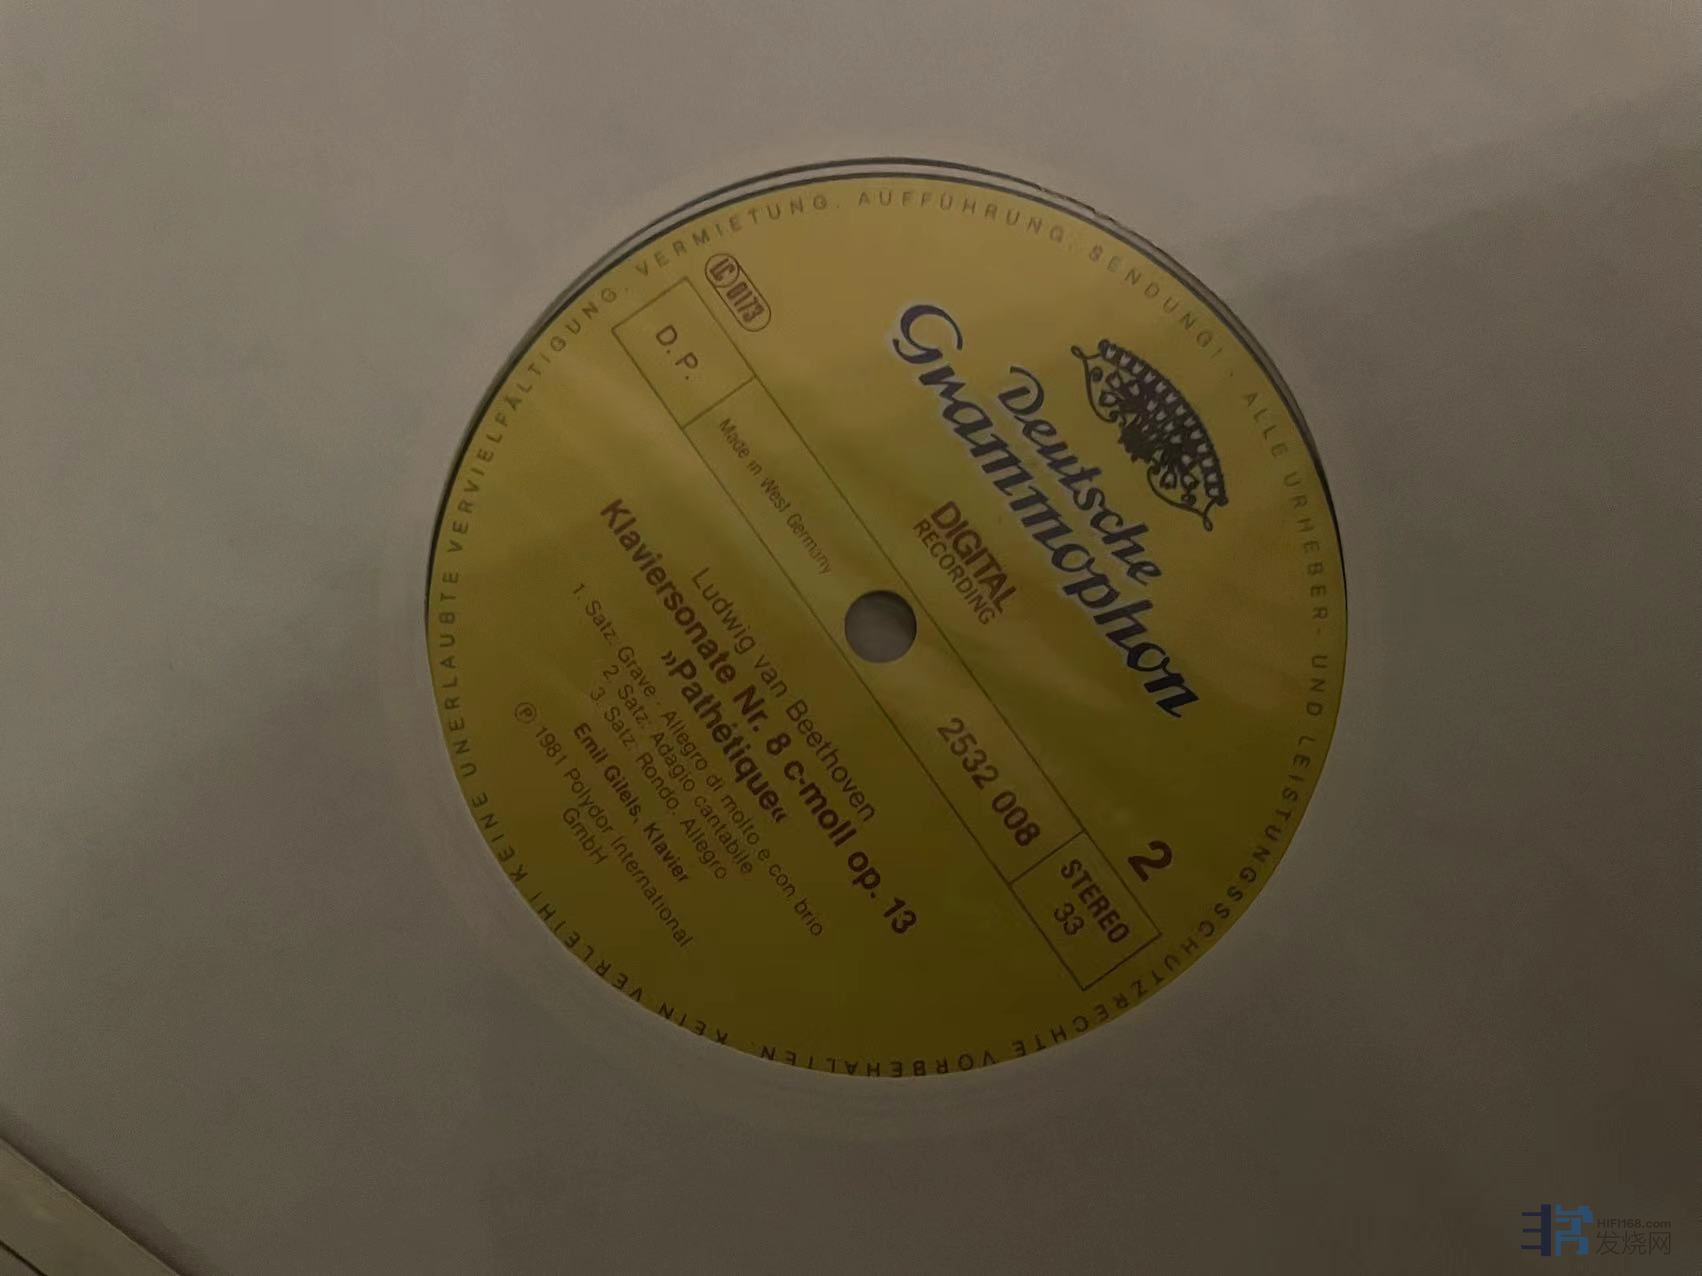 KEINE UNERLAUBTE VERVIELFÄLTIGUNG, VERMIETUNG, AUFFÜHRUNG, SENDUNG! · ALLE URHEBER- UND LEISTUNGSSCHUTZRECHTE VORBEHALTEN. KEIN VERLEIH!
Deutsche
Grammophon
DIGITAL
RECORDING
2
LC 0173
D.P.
Made in West Germany
2532 008
STEREO
33
Ludwig van Beethoven
Klaviersonate Nr. 8 c-moll op. 13
»Pathétique«
1. Satz: Grave - Allegro di molto e con brio
2. Satz: Adagio cantabile
3. Satz: Rondo. Allegro
Emil Gilels, Klavier
℗ 1981 Polydor International
GmbH
HIFI168.com
发烧网